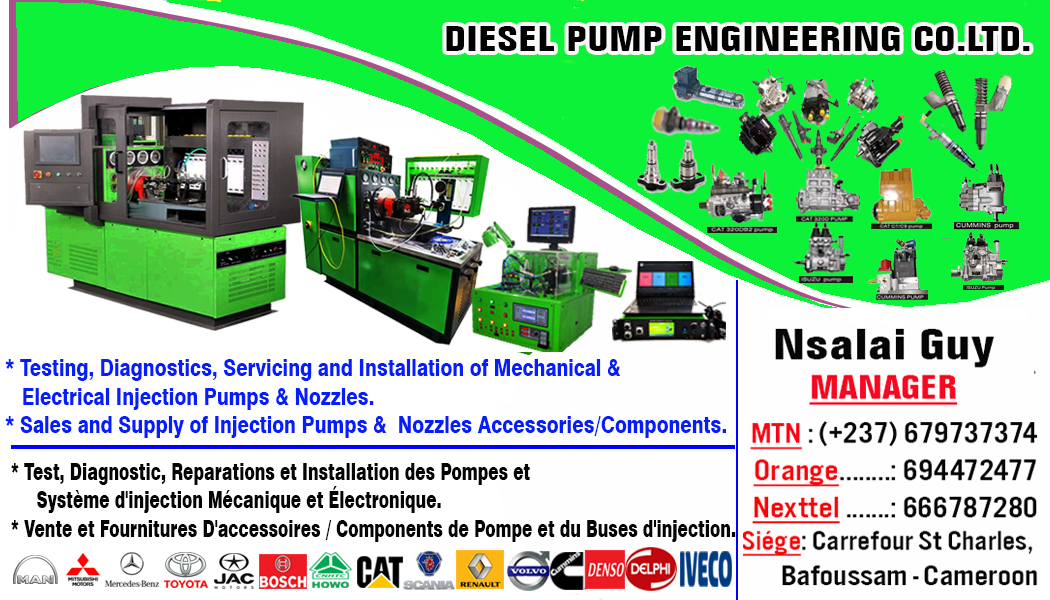 DIESEL PUMP ENGINEERING CO.LTD.
CAT 320DB2 pump
CAT 320D PUMP
CAT C7/C9 pump
CUMMINS pump
ISUZU pump
CUMMINS PUMP
ISUZU Pump
* Testing, Diagnostics, Servicing and Installation of Mechanical &
Electrical Injection Pumps & Nozzles.
* Sales and Supply of Injection Pumps & Nozzles Accessories/Components.
* Test, Diagnostic, Reparations et Installation des Pompes et
Système d'injection Mécanique et Électronique.
* Vente et Fournitures D'accessoires / Components de Pompe et du Buses d'injection.
MAN
MITSUBISHI
MOTORS
Mercedes-Benz
TOYOTA
JAC
MOTORS
BOSCH
CNHTC
HOWO
CAT
SCANIA
RENAULT
VOLVO
Cummins
DENSO
DELPHI
IVECO
Nsalai Guy
MANAGER
MTN : (+237) 679737374
Orange........: 694472477
Nexttel .......: 666787280
Siége: Carrefour St Charles,
Bafoussam - Cameroon